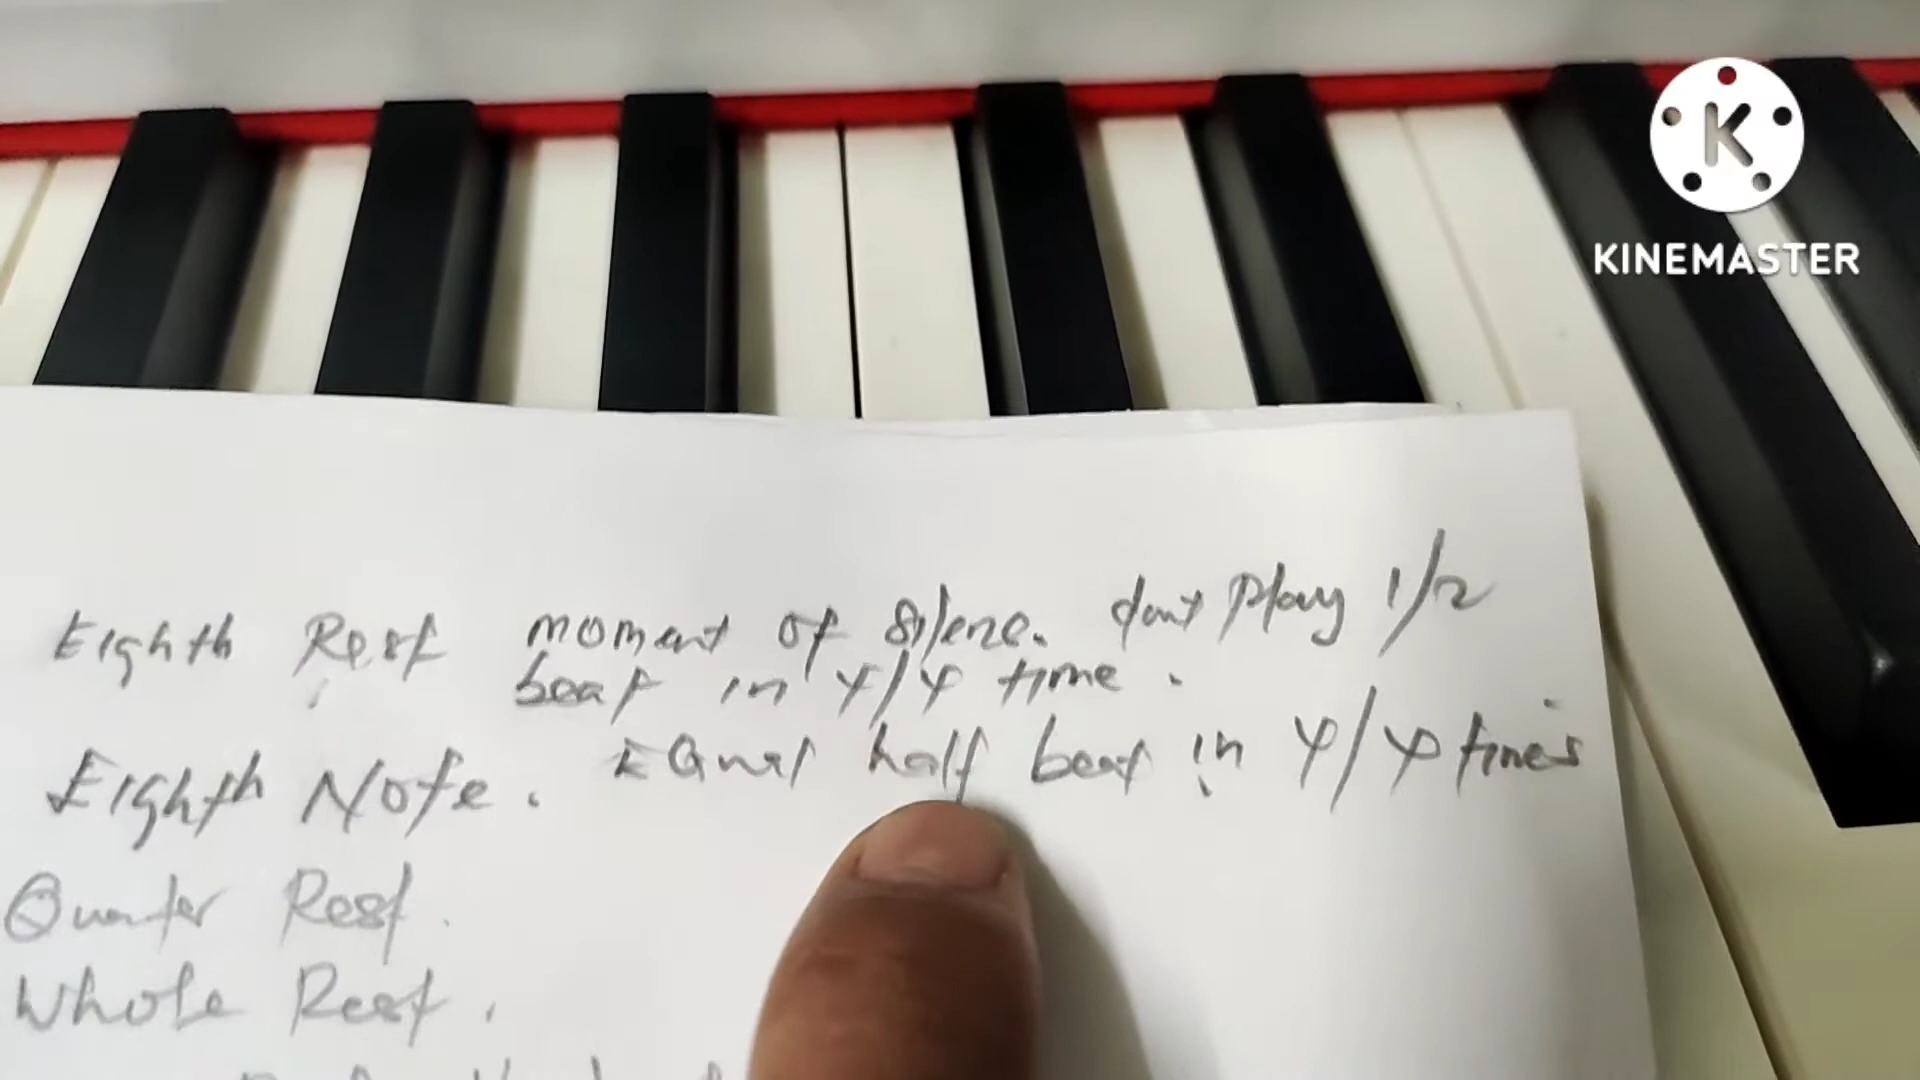 KINEMASTER
Eighth Rest moment of silence. dont Play 1/2
beat in 4/4 time.
Eighth Note. Equal half beat in 4/4 time's
Quarter Rest.
Whole Rest.